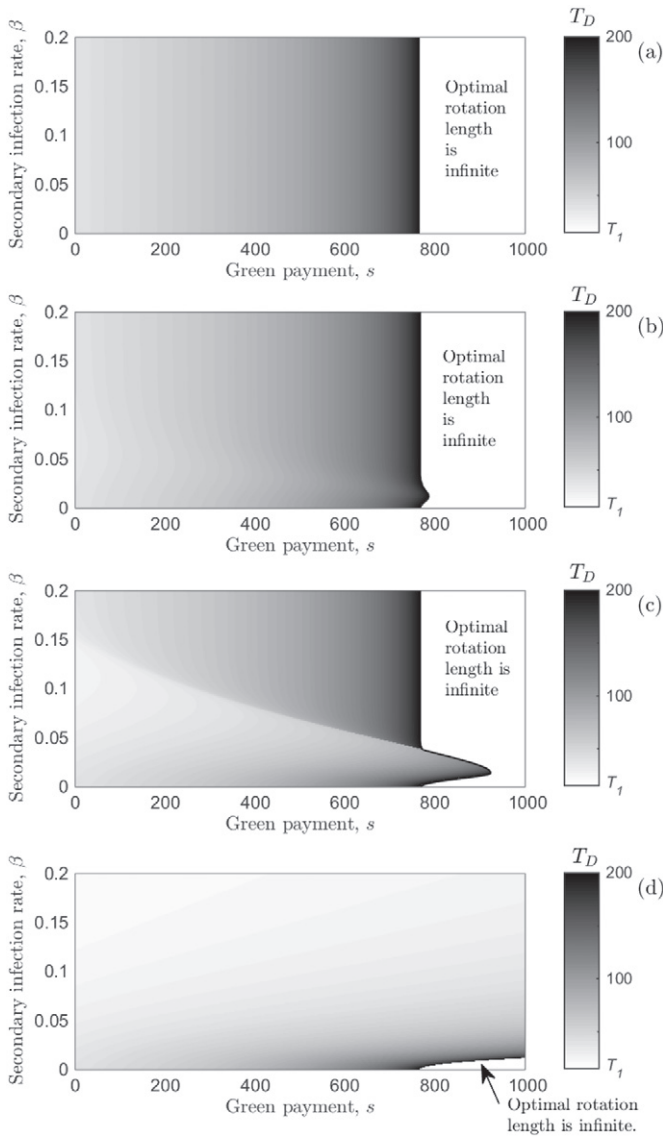 T_D
200
(a)
0.2
0.15
0.1
0.05
0
Secondary infection rate, β
Optimal
rotation
length
is
infinite
100
T_1
0 200 400 600 800 1000
Green payment, s
T_D
200
(b)
0.2
0.15
0.1
0.05
0
Secondary infection rate, β
Optimal
rotation
length
is
infinite
100
T_1
0 200 400 600 800 1000
Green payment, s
T_D
200
(c)
0.2
0.15
0.1
0.05
0
Secondary infection rate, β
Optimal
rotation
length is
infinite
100
T_1
0 200 400 600 800 1000
Green payment, s
T_D
200
(d)
0.2
0.15
0.1
0.05
0
Secondary infection rate, β
100
T_1
0 200 400 600 800 1000
Green payment, s
Optimal rotation
length is infinite.